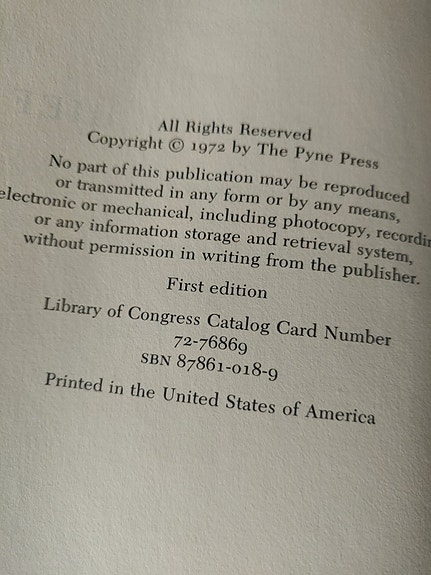 All Rights Reserved
Copyright © 1972 by The Pyne Press
No part of this publication may be reproduced
or transmitted in any form or by any means,
electronic or mechanical, including photocopy, recordin
or any information storage and retrieval system,
without permission in writing from the publisher.
First edition
Library of Congress Catalog Card Number
72-76869
SBN 87861-018-9
Printed in the United States of America